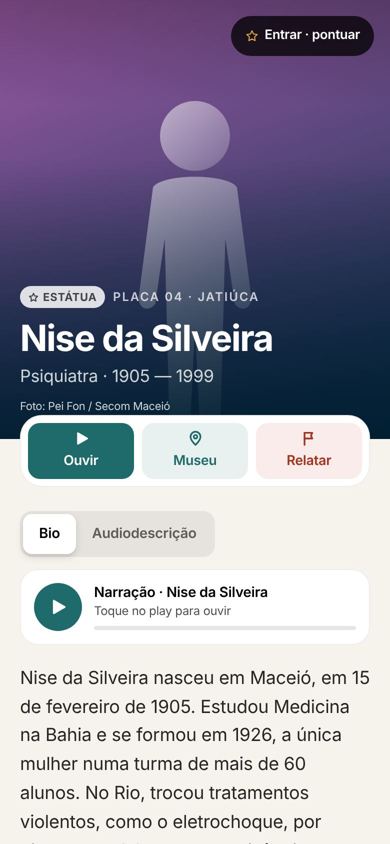 Entrar · pontuar
ESTÁTUA PLACA 04 · JATIÚCA
Nise da Silveira
Psiquiatra · 1905 — 1999
Foto: Pei Fon / Secom Maceió
Ouvir Museu Relatar
Bio Audiodescrição
Narração · Nise da Silveira
Toque no play para ouvir
Nise da Silveira nasceu em Maceió, em 15
de fevereiro de 1905. Estudou Medicina
na Bahia e se formou em 1926, a única
mulher numa turma de mais de 60
alunos. No Rio, trocou tratamentos
violentos, como o eletrochoque, por